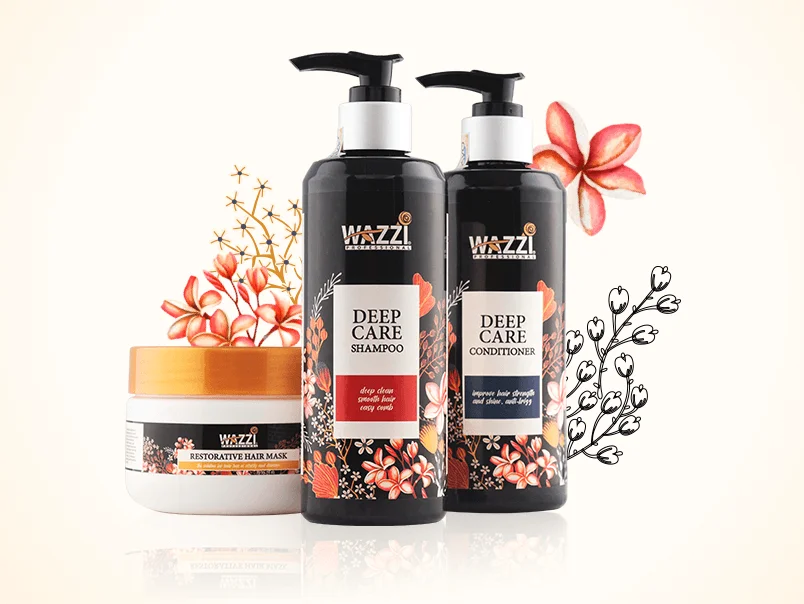 WAZZI
PROFESSIONAL
DEEP
CARE
SHAMPOO
deep clean
smooth hair
easy comb
WAZZI
PROFESSIONAL
DEEP
CARE
CONDITIONER
improve hair strength
and shine, anti-frizz
WAZZI
PROFESSIONAL
RESTORATIVE HAIR MASK